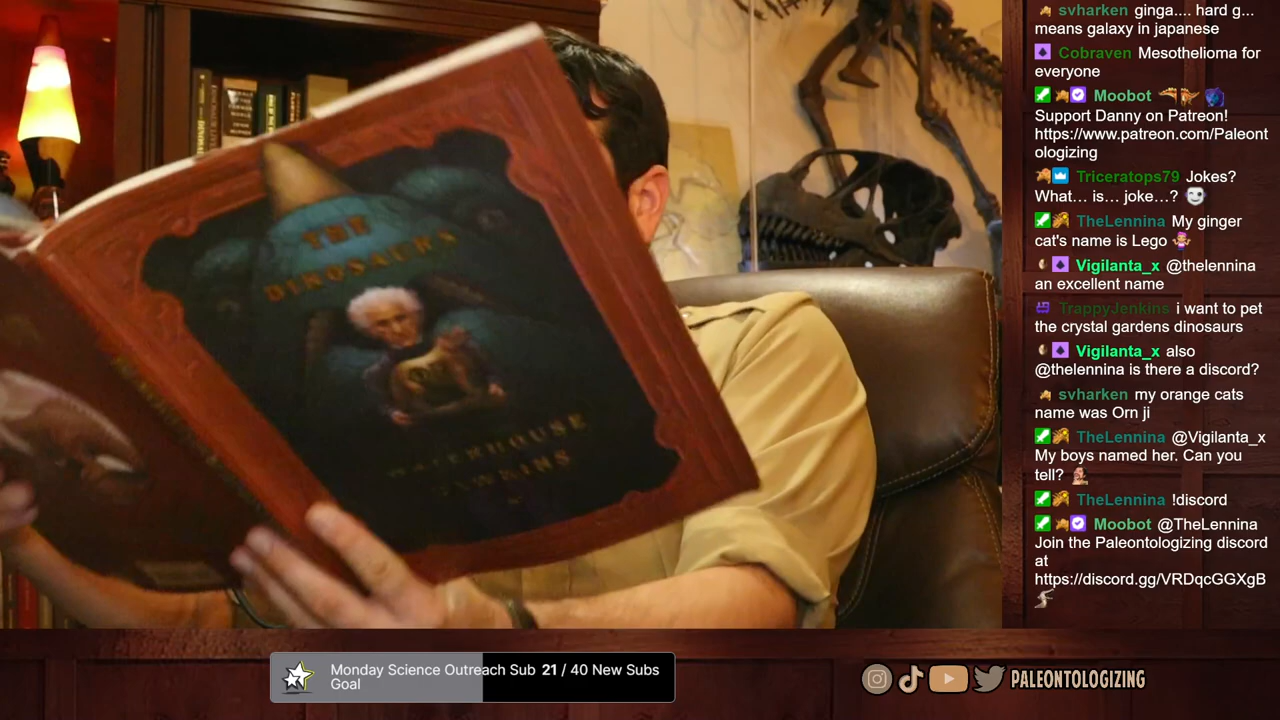 THE
DINOSAURS
WATERHOUSE
HAWKINS
svharken ginga.... hard g...
means galaxy in japanese
Cobraven Mesothelioma for
everyone
Moobot
Support Danny on Patreon!
https://www.patreon.com/Paleont
ologizing
Triceratops79 Jokes?
What… is… joke…?
TheLennina My ginger
cat's name is Lego
Vigilanta_x @thelennina
an excellent name
TrappyJenkins i want to pet
the crystal gardens dinosaurs
Vigilanta_x also
@thelennina is there a discord?
svharken my orange cats
name was Orn ji
TheLennina @Vigilanta_x
My boys named her. Can you
tell?
TheLennina !discord
Moobot @TheLennina
Join the Paleontologizing discord
at
https://discord.gg/VRDqcGGXgB
Monday Science Outreach Sub 21 / 40 New Subs
Goal
PALEONTOLOGIZING